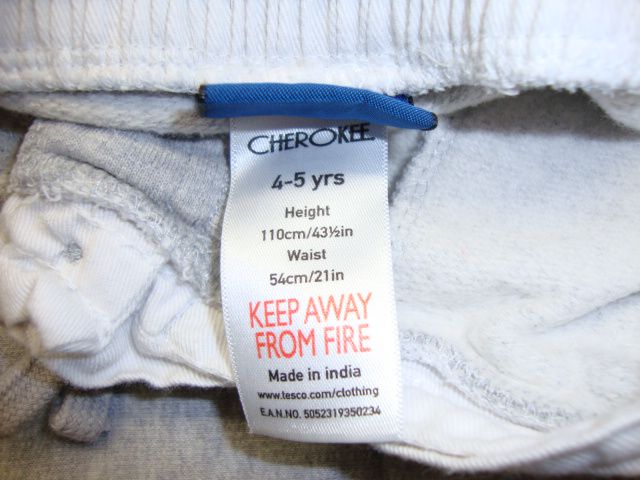 CHEROKEE
4-5 yrs
Height
110cm/43½in
Waist
54cm/21in
KEEP AWAY
FROM FIRE
Made in india
www.tesco.com/clothing
E.A.N.NO. 5052319350234